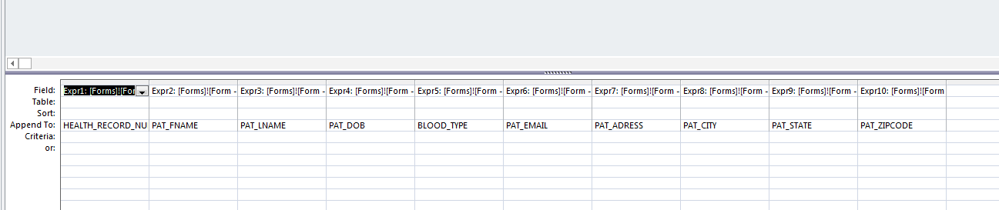 Field: Expr1: [Forms]![For Expr2: [Forms]![Form - Expr3: [Forms]![Form - Expr4: [Forms]![Form - Expr5: [Forms]![Form - Expr6: [Forms]![Form - Expr7: [Forms]![Form - Expr8: [Forms]![Form - Expr9: [Forms]![Form - Expr10: [Forms]![Form
Table:
Sort:
Append To: HEALTH_RECORD_NU PAT_FNAME PAT_LNAME PAT_DOB BLOOD_TYPE PAT_EMAIL PAT_ADRESS PAT_CITY PAT_STATE PAT_ZIPCODE
Criteria:
or: